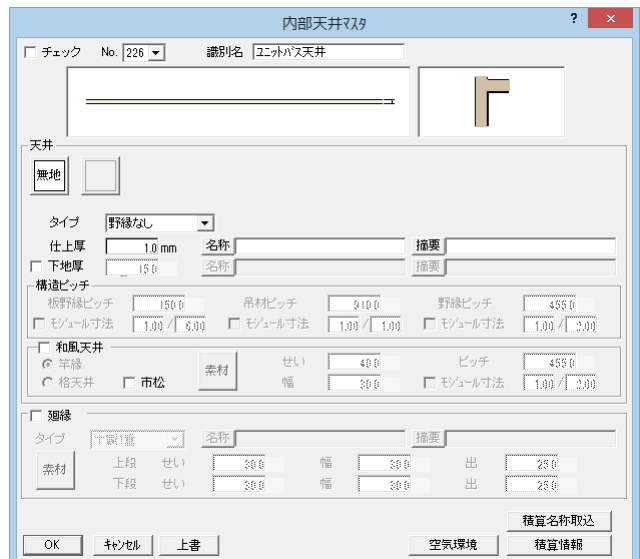 内部天井ﾏｽﾀ ? ×
チェック No. 226 識別名 ﾕﾆｯﾄﾊﾞｽ天井
天井
無地
タイプ 野縁なし
仕上厚 1.0 mm 名称 摘要
下地厚 15.0 名称 摘要
構造ピッチ
板野縁ピッチ 150.0 吊材ピッチ 910.0 野縁ピッチ 455.0
モジュール寸法 1.00 / 6.00 モジュール寸法 1.00 / 1.00 モジュール寸法 1.00 / 2.00
和風天井
竿縁 素材 せい 40.0 ピッチ 455.0
格天井 市松 幅 30.0 モジュール寸法 1.00 / 2.00
廻縁
タイプ 木製1重 名称 摘要
素材 上段 せい 30.0 幅 30.0 出 25.0
下段 せい 30.0 幅 30.0 出 25.0
積算名称取込
OK ｷｬﾝｾﾙ 上書 空気環境 積算情報